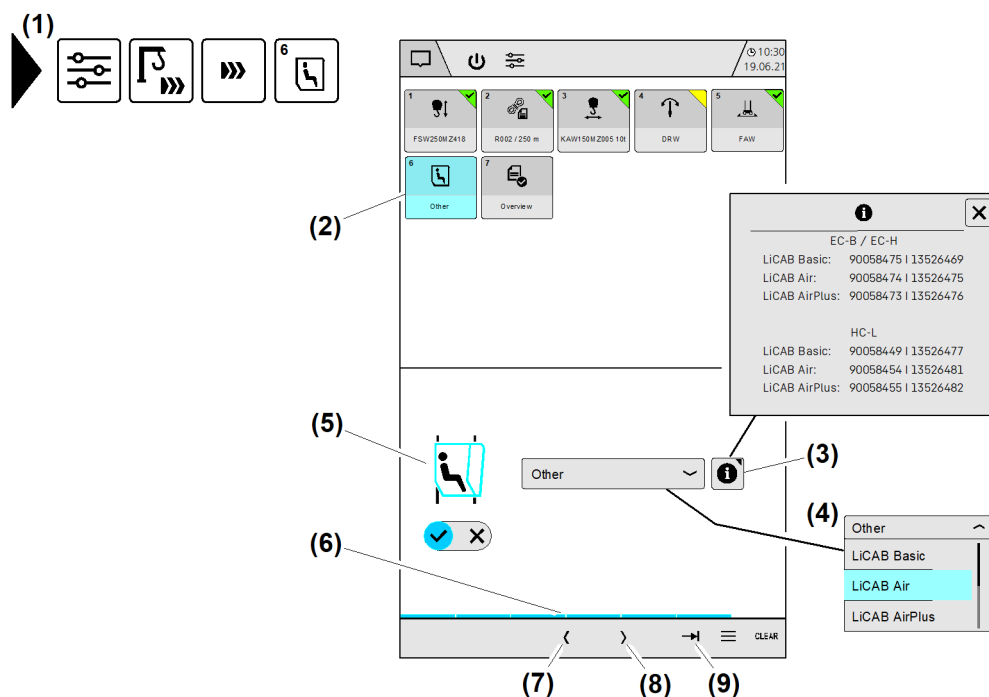 (1)
6
10:30
19.06.21
1
2
3
4
5
FSW250MZ418
R002 / 250 m
KAW150MZ005 10t
DRW
FAW
6
7
Other
Overview
(2)
EC-B / EC-H
LiCAB Basic: 90058475 I 13526469
LiCAB Air: 90058474 I 13526475
LiCAB AirPlus: 90058473 I 13526476
HC-L
LiCAB Basic: 90058449 I 13526477
LiCAB Air: 90058454 I 13526481
LiCAB AirPlus: 90058455 I 13526482
(5)
Other
(3)
(4)
Other
LiCAB Basic
LiCAB Air
LiCAB AirPlus
(6)
CLEAR
(7)
(8)
(9)